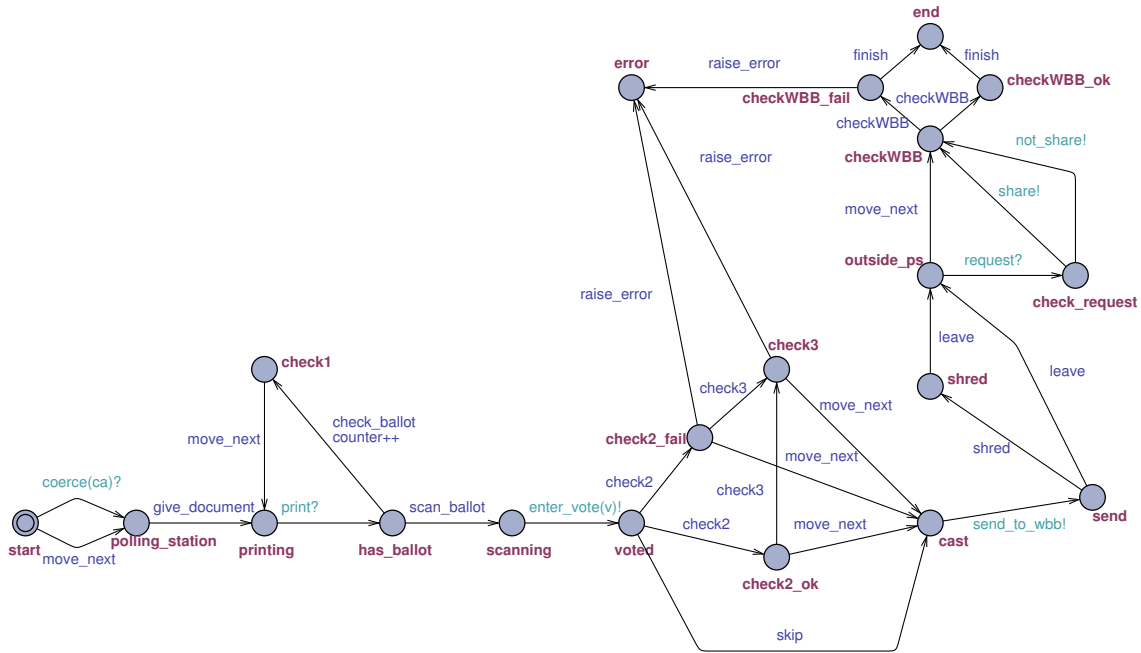 end
finish
finish
error
raise_error
checkWBB_fail
checkWBB_ok
checkWBB
checkWBB
checkWBB
not_share!
raise_error
share!
move_next
outside_ps
request?
check_request
raise_error
leave
check3
check1
shred
leave
check3
move_next
check_ballot
counter++
move_next
check2_fail
move_next
shred
coerce(ca)?
check2
check3
give_document
print?
scan_ballot
enter_vote(v)!
check2
move_next
send_to_wbb!
send
start
move_next
polling_station
printing
has_ballot
scanning
voted
cast
check2_ok
skip